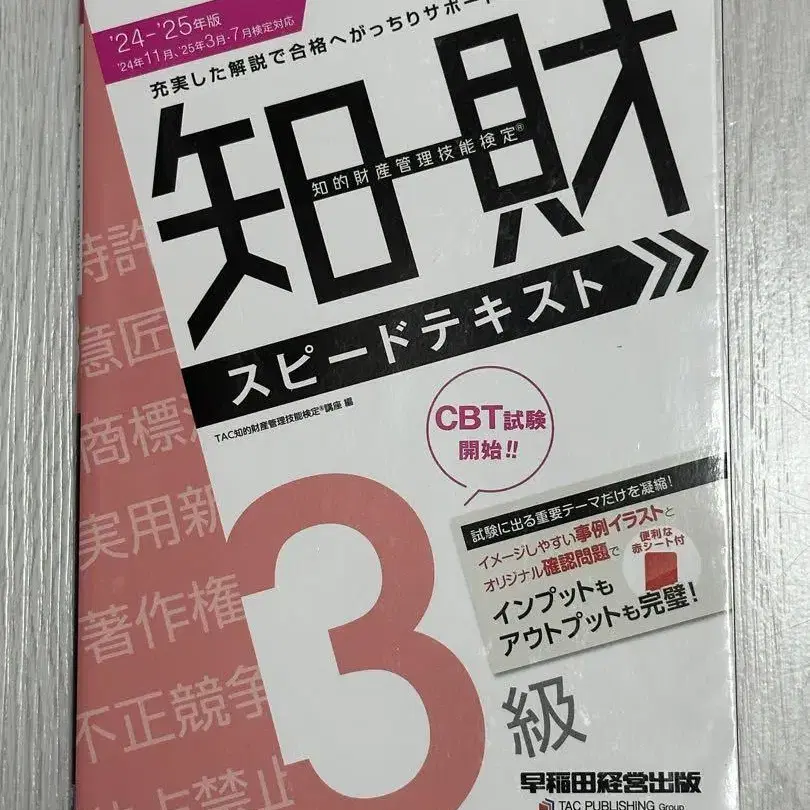 '24-'25年版
'24年11月、'25年3月・7月検定対応
充実した解説で合格へがっちりサポート
知財
知的財産管理技能検定®
スピードテキスト
TAC知的財産管理技能検定®講座 編
CBT試験
開始!!
特許
意匠
商標法
実用新
著作権
不正競争
独占禁止
3級
試験に出る重要テーマだけを凝縮!
イメージしやすい事例イラストと
オリジナル確認問題で
便利な
赤シート付
インプットも
アウトプットも完璧!
早稲田経営出版
TAC PUBLISHING Group